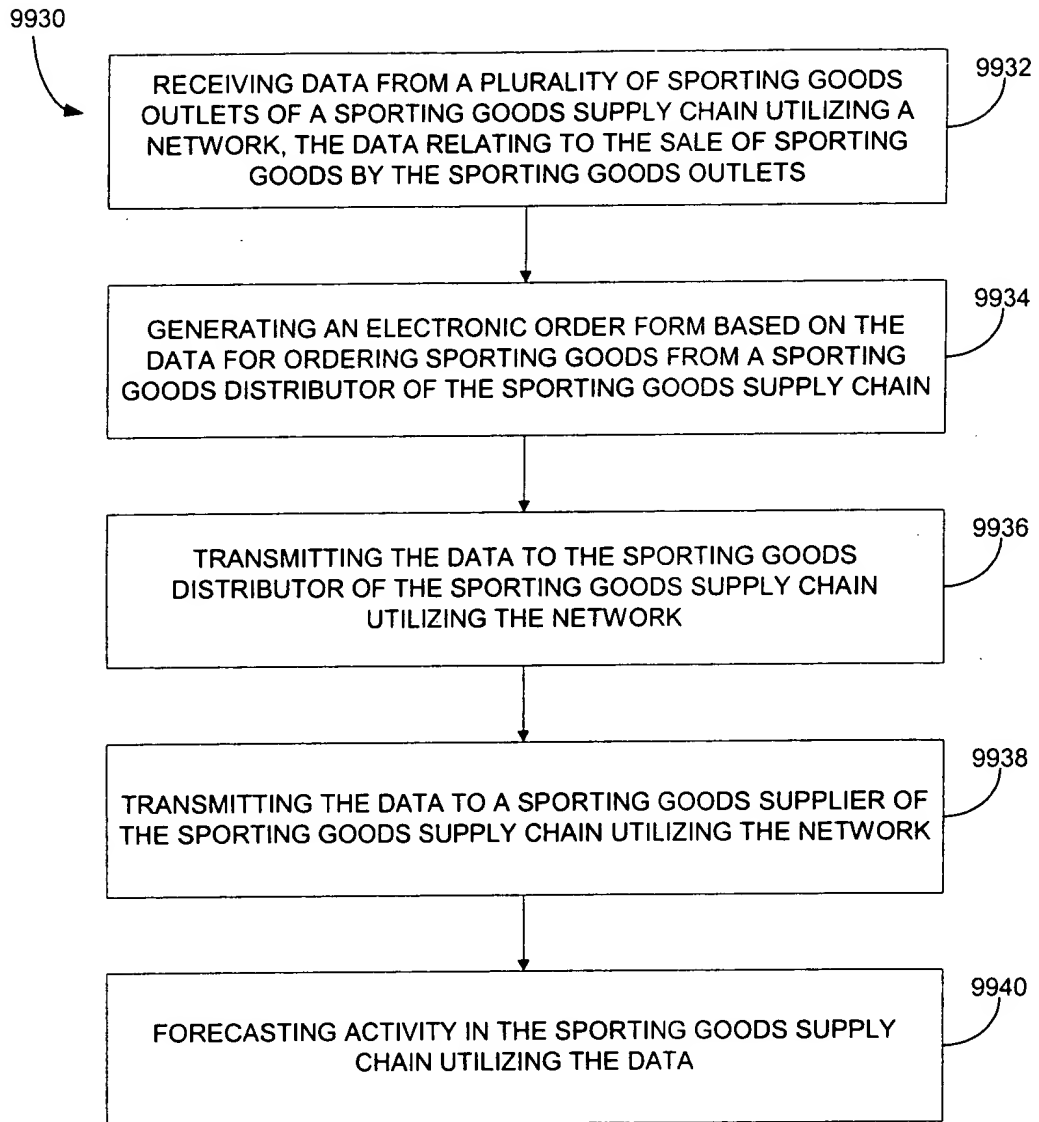 9930
RECEIVING DATA FROM A PLURALITY OF SPORTING GOODS
OUTLETS OF A SPORTING GOODS SUPPLY CHAIN UTILIZING A
NETWORK, THE DATA RELATING TO THE SALE OF SPORTING
GOODS BY THE SPORTING GOODS OUTLETS
9932
GENERATING AN ELECTRONIC ORDER FORM BASED ON THE
DATA FOR ORDERING SPORTING GOODS FROM A SPORTING
GOODS DISTRIBUTOR OF THE SPORTING GOODS SUPPLY CHAIN
9934
TRANSMITTING THE DATA TO THE SPORTING GOODS
DISTRIBUTOR OF THE SPORTING GOODS SUPPLY CHAIN
UTILIZING THE NETWORK
9936
TRANSMITTING THE DATA TO A SPORTING GOODS SUPPLIER OF
THE SPORTING GOODS SUPPLY CHAIN UTILIZING THE NETWORK
9938
FORECASTING ACTIVITY IN THE SPORTING GOODS SUPPLY
CHAIN UTILIZING THE DATA
9940